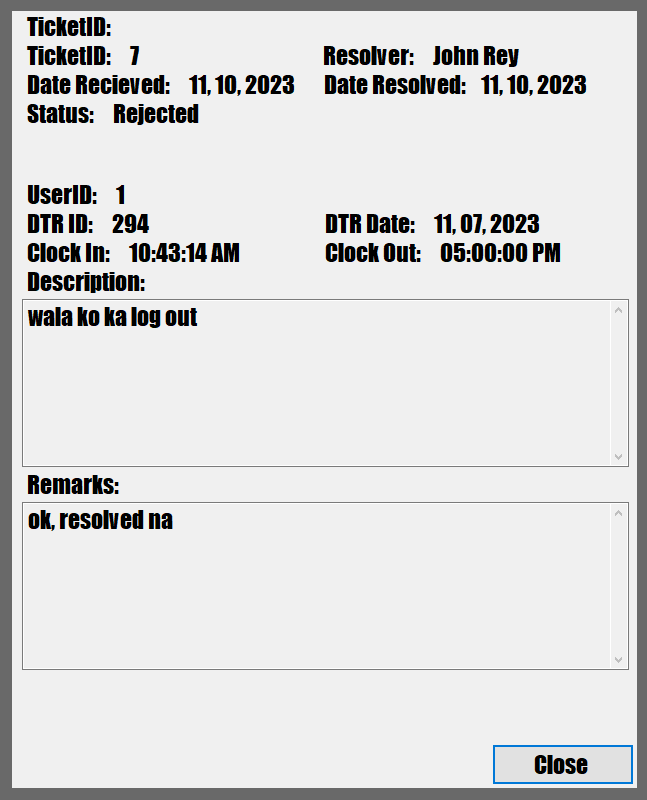 TicketID:
TicketID: 7 Resolver: John Rey
Date Recieved: 11, 10, 2023 Date Resolved: 11, 10, 2023
Status: Rejected
UserID: 1
DTR ID: 294 DTR Date: 11, 07, 2023
Clock In: 10:43:14 AM Clock Out: 05:00:00 PM
Description:
wala ko ka log out
Remarks:
ok, resolved na
Close